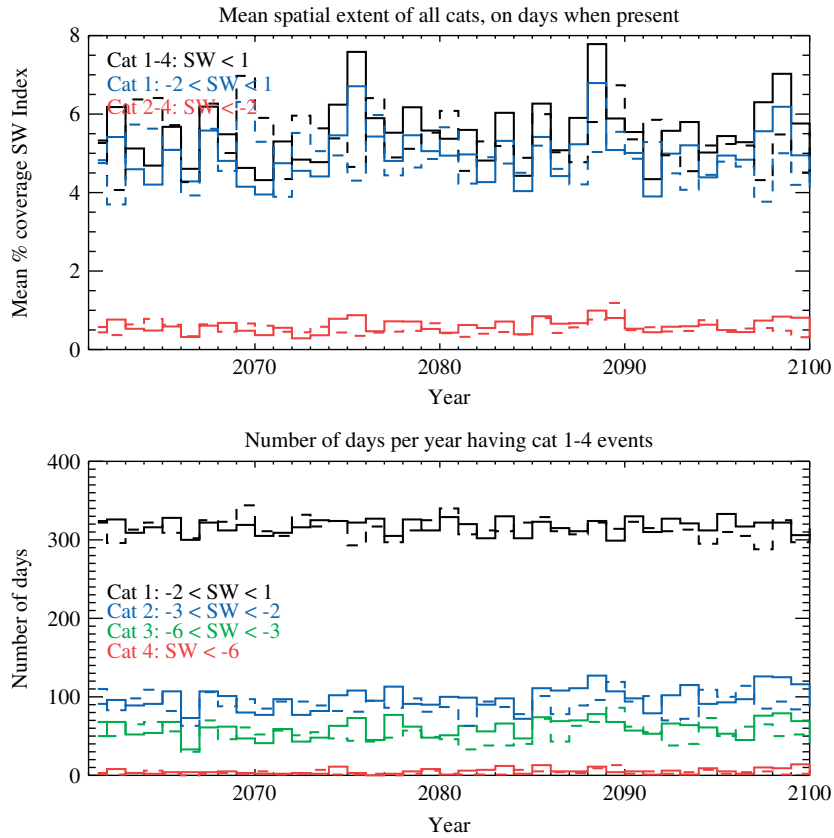 Mean spatial extent of all cats, on days when present
Mean % coverage SW Index
8
6
4
2
0
Cat 1-4: SW < 1
Cat 1: -2 < SW < 1
Cat 2-4: SW < -2
2070
2080
2090
2100
Year
Number of days per year having cat 1-4 events
Number of days
400
300
200
100
0
Cat 1: -2 < SW < 1
Cat 2: -3 < SW < -2
Cat 3: -6 < SW < -3
Cat 4: SW < -6
2070
2080
2090
2100
Year